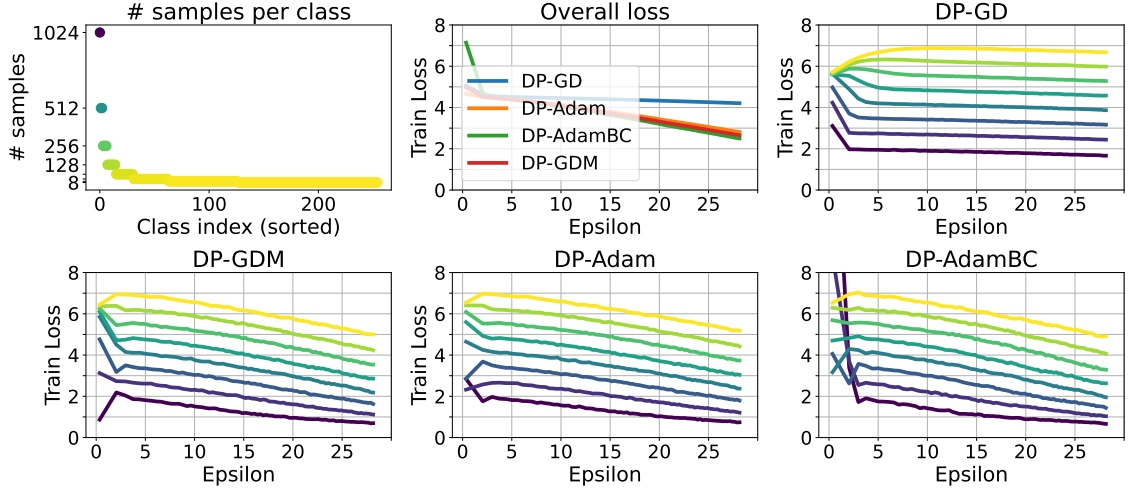 # samples per class
# samples
1024
512
256
128
8
0
100
200
Class index (sorted)
Overall loss
Train Loss
8
6
4
2
0
DP-GD
DP-Adam
DP-AdamBC
DP-GDM
0
5
10
15
20
25
Epsilon
DP-GD
Train Loss
8
6
4
2
0
0
5
10
15
20
25
Epsilon
DP-GDM
Train Loss
8
6
4
2
0
0
5
10
15
20
25
Epsilon
DP-Adam
Train Loss
8
6
4
2
0
0
5
10
15
20
25
Epsilon
DP-AdamBC
Train Loss
8
6
4
2
0
0
5
10
15
20
25
Epsilon